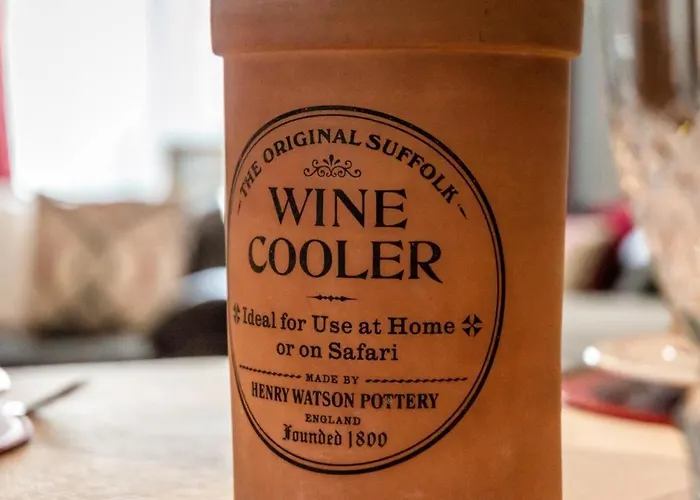 THE ORIGINAL SUFFOLK
WINE
COOLER
Ideal for Use at Home
or on Safari
MADE BY
HENRY WATSON POTTERY
ENGLAND
Founded 1800